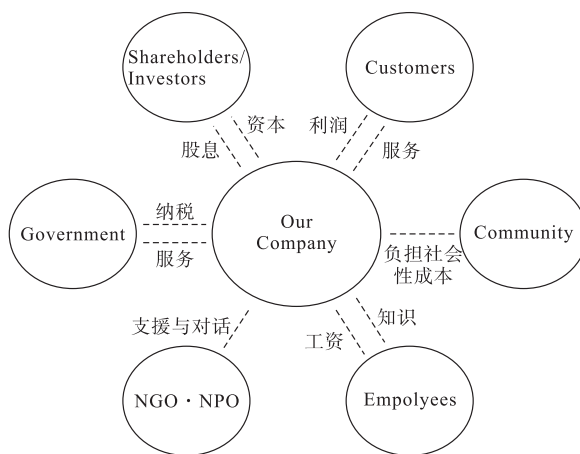 Shareholders/
Investors
Customers
资本
利润
股息
服务
纳税
Government
服务
Our
Company
Community
负担社会
性成本
支援与对话
知识
工资
NGO·NPO
Empolyees